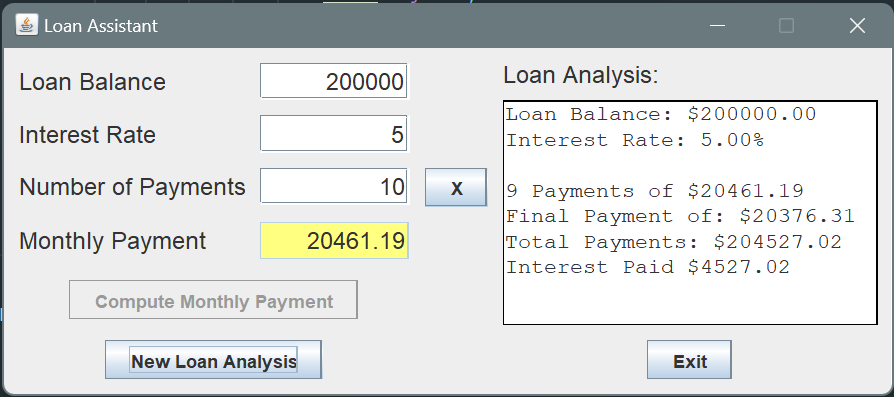 Loan Assistant
Loan Balance 200000
Interest Rate 5
Number of Payments 10 X
Monthly Payment 20461.19
Compute Monthly Payment
New Loan Analysis
Loan Analysis:
Loan Balance: $200000.00
Interest Rate: 5.00%
9 Payments of $20461.19
Final Payment of: $20376.31
Total Payments: $204527.02
Interest Paid $4527.02
Exit